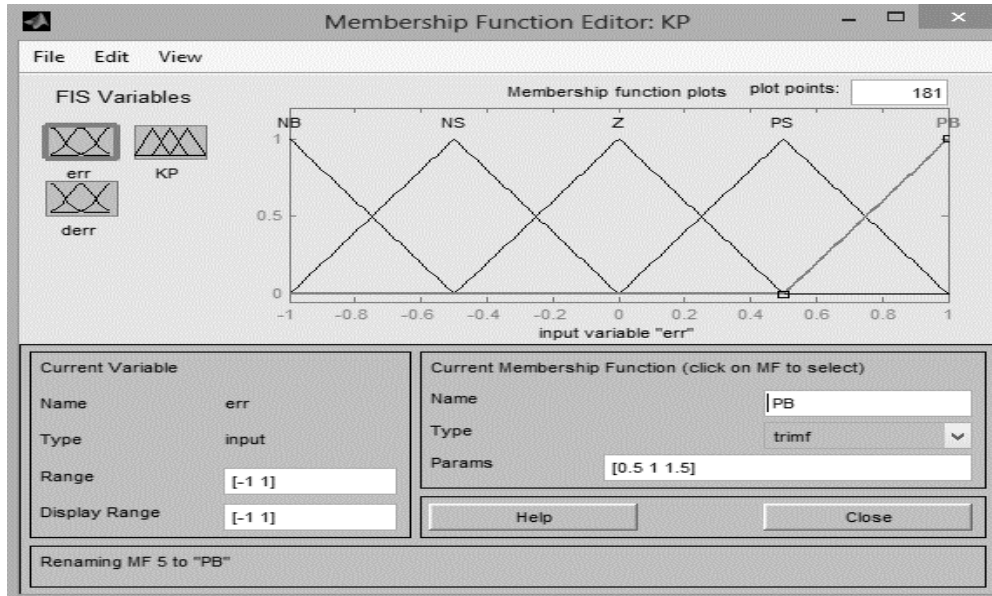 Membership Function Editor: KP
File Edit View
FIS Variables
err
KP
derr
Membership function plots
plot points:
181
NB NS Z PS PB
1
0.5
0
-1 -0.8 -0.6 -0.4 -0.2 0 0.2 0.4 0.6 0.8 1
input variable "err"
Current Variable
Name err
Type input
Range [-1 1]
Display Range [-1 1]
Current Membership Function (click on MF to select)
Name PB
Type trimf
Params [0.5 1 1.5]
Help Close
Renaming MF 5 to "PB"